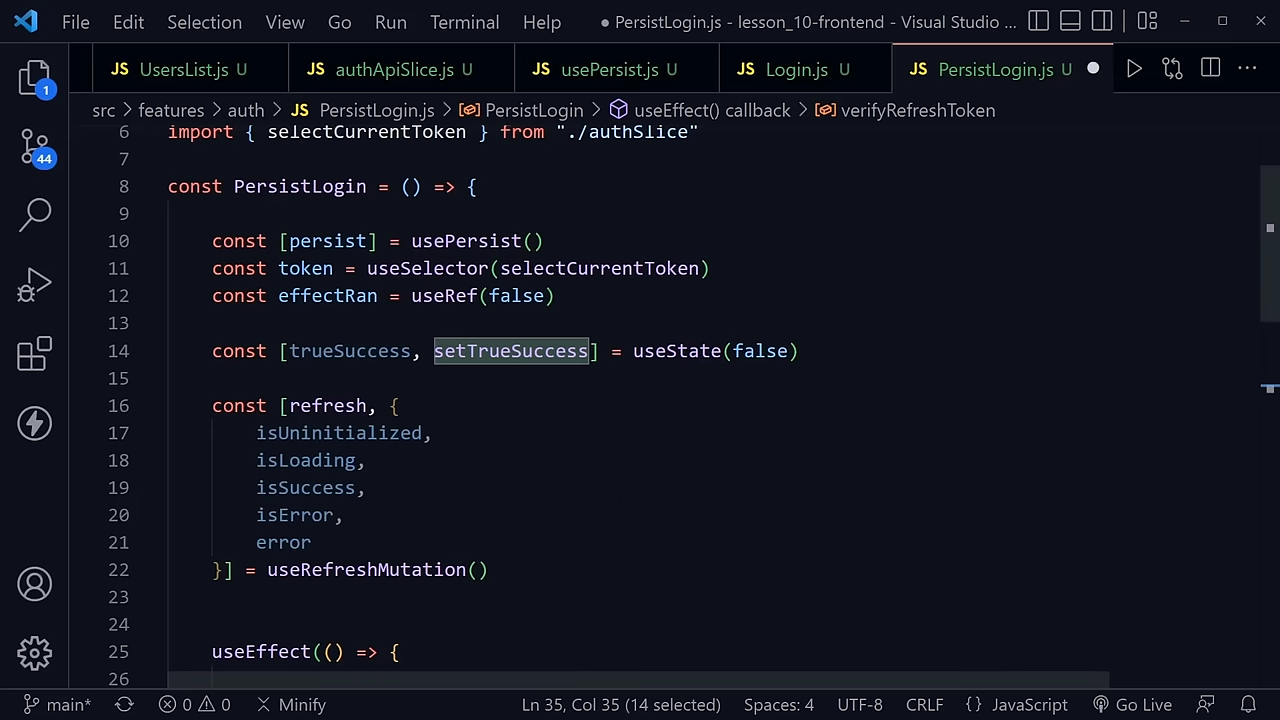 File Edit Selection View Go Run Terminal Help ● PersistLogin.js - lesson_10-frontend - Visual Studio ...
JS UsersList.js U JS authApiSlice.js U JS usePersist.js U JS Login.js U JS PersistLogin.js U
src > features > auth > JS PersistLogin.js > PersistLogin > useEffect() callback > verifyRefreshToken
1
44
6 import { selectCurrentToken } from "./authSlice"
7
8 const PersistLogin = () => {
9
10 const [persist] = usePersist()
11 const token = useSelector(selectCurrentToken)
12 const effectRan = useRef(false)
13
14 const [trueSuccess, setTrueSuccess] = useState(false)
15
16 const [refresh, {
17 isUninitialized,
18 isLoading,
19 isSuccess,
20 isError,
21 error
22 }] = useRefreshMutation()
23
24
25 useEffect(() => {
26
main* 0 0 Minify Ln 35, Col 35 (14 selected) Spaces: 4 UTF-8 CRLF {} JavaScript Go Live